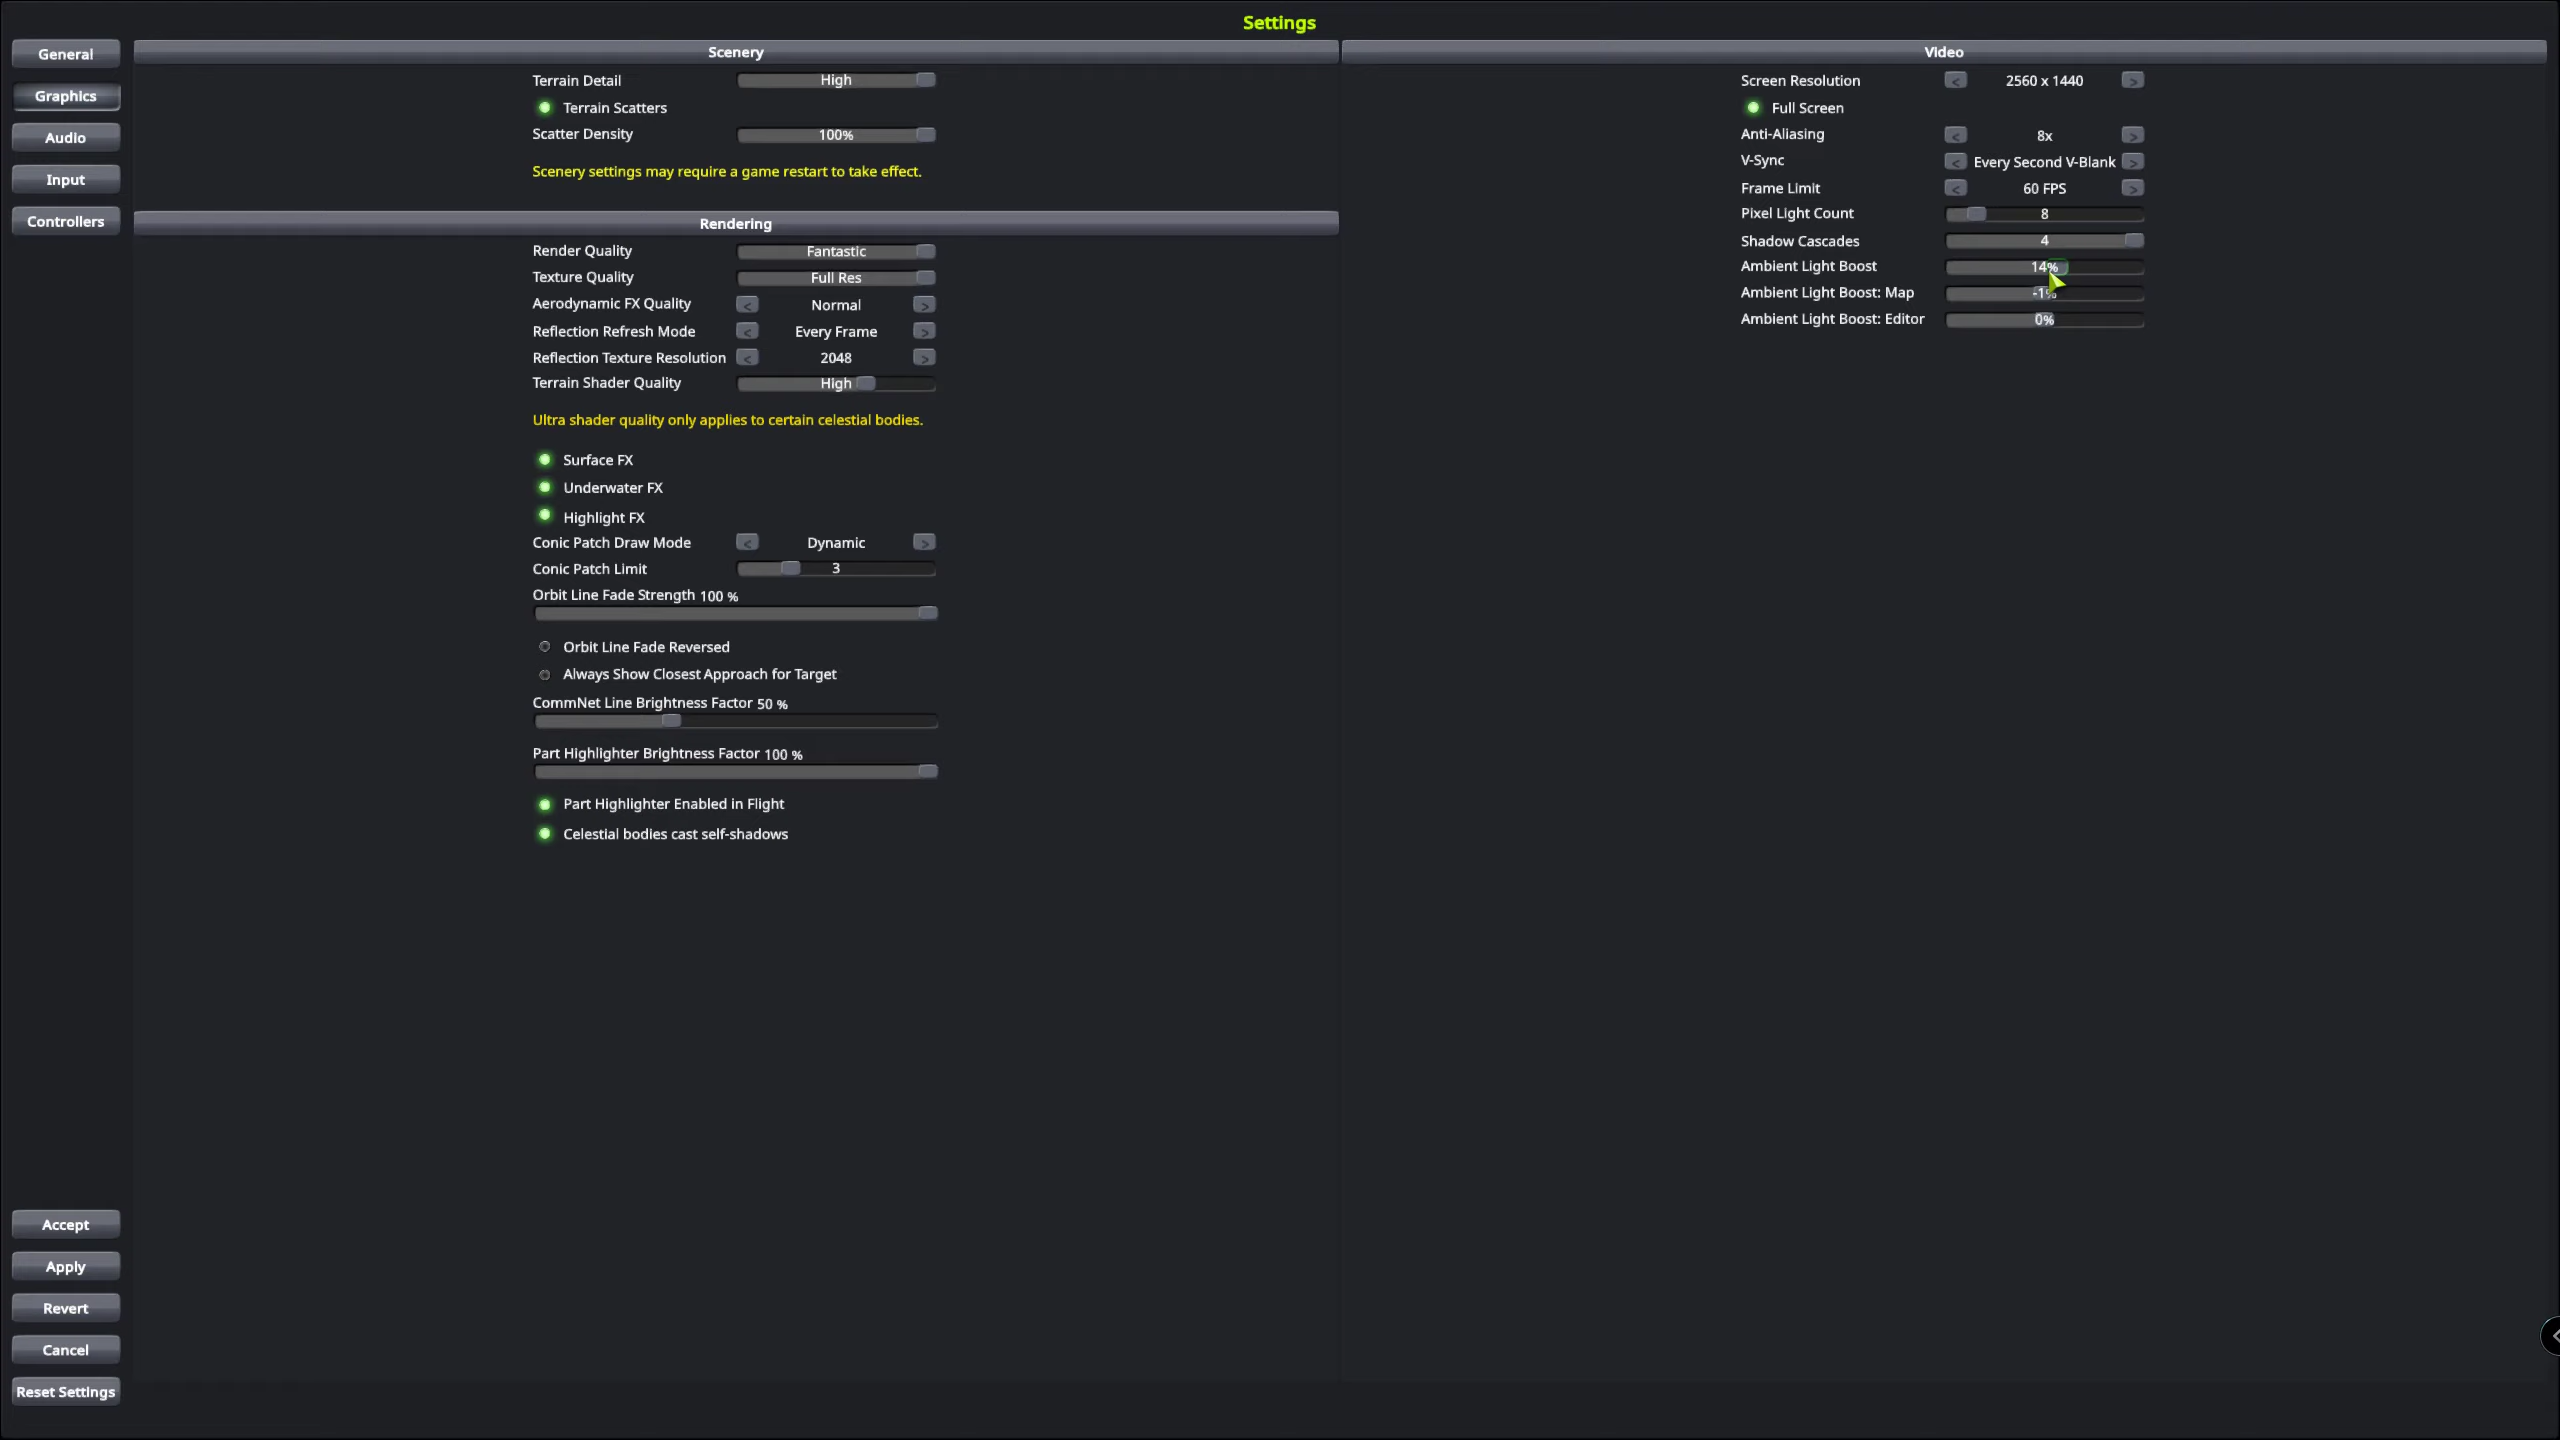 Settings
General
Graphics
Audio
Input
Controllers
Scenery
Terrain Detail High
Terrain Scatters
Scatter Density 100%
Scenery settings may require a game restart to take effect.
Rendering
Render Quality Fantastic
Texture Quality Full Res
Aerodynamic FX Quality < Normal >
Reflection Refresh Mode < Every Frame >
Reflection Texture Resolution < 2048 >
Terrain Shader Quality High
Ultra shader quality only applies to certain celestial bodies.
Surface FX
Underwater FX
Highlight FX
Conic Patch Draw Mode < Dynamic >
Conic Patch Limit 3
Orbit Line Fade Strength 100 %
Orbit Line Fade Reversed
Always Show Closest Approach for Target
CommNet Line Brightness Factor 50 %
Part Highlighter Brightness Factor 100 %
Part Highlighter Enabled in Flight
Celestial bodies cast self-shadows
Video
Screen Resolution < 2560 x 1440 >
Full Screen
Anti-Aliasing < 8x >
V-Sync < Every Second V-Blank >
Frame Limit < 60 FPS >
Pixel Light Count 8
Shadow Cascades 4
Ambient Light Boost 14%
Ambient Light Boost: Map -1%
Ambient Light Boost: Editor 0%
Accept
Apply
Revert
Cancel
Reset Settings